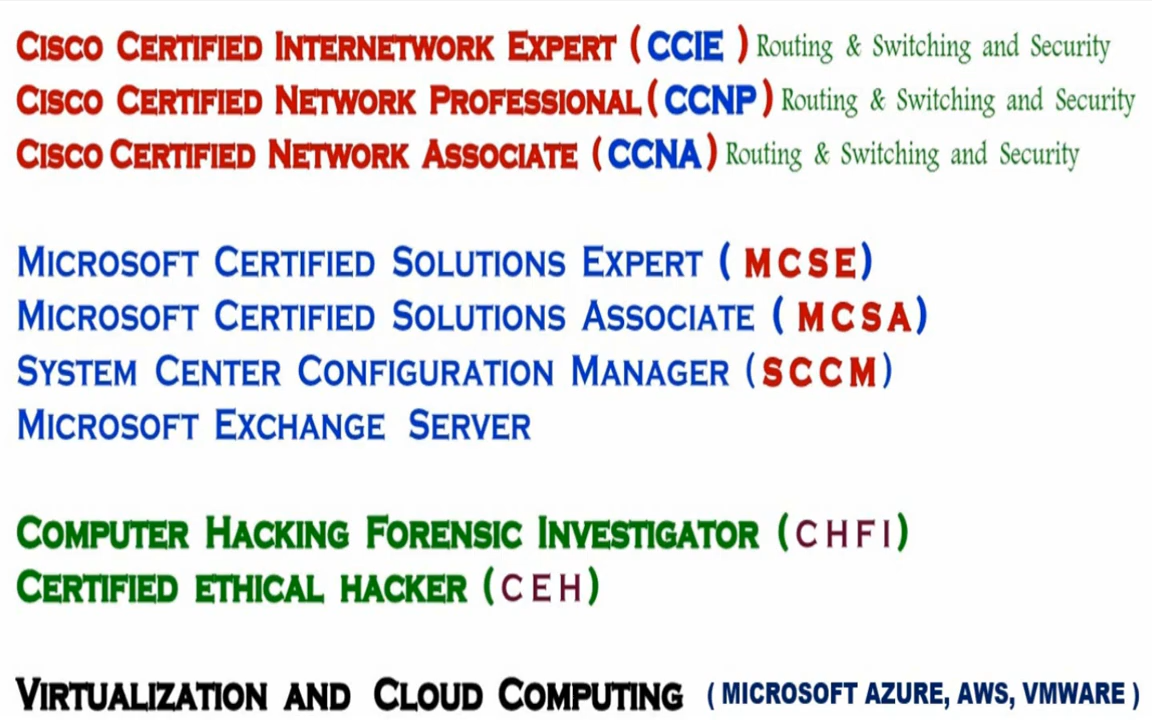 CISCO CERTIFIED INTERNETWORK EXPERT ( CCIE ) Routing & Switching and Security
CISCO CERTIFIED NETWORK PROFESSIONAL ( CCNP ) Routing & Switching and Security
CISCO CERTIFIED NETWORK ASSOCIATE ( CCNA ) Routing & Switching and Security
MICROSOFT CERTIFIED SOLUTIONS EXPERT ( MCSE )
MICROSOFT CERTIFIED SOLUTIONS ASSOCIATE ( MCSA )
SYSTEM CENTER CONFIGURATION MANAGER ( SCCM )
MICROSOFT EXCHANGE SERVER
COMPUTER HACKING FORENSIC INVESTIGATOR ( CHFI )
CERTIFIED ETHICAL HACKER ( CEH )
VIRTUALIZATION AND CLOUD COMPUTING ( MICROSOFT AZURE, AWS, VMWARE )